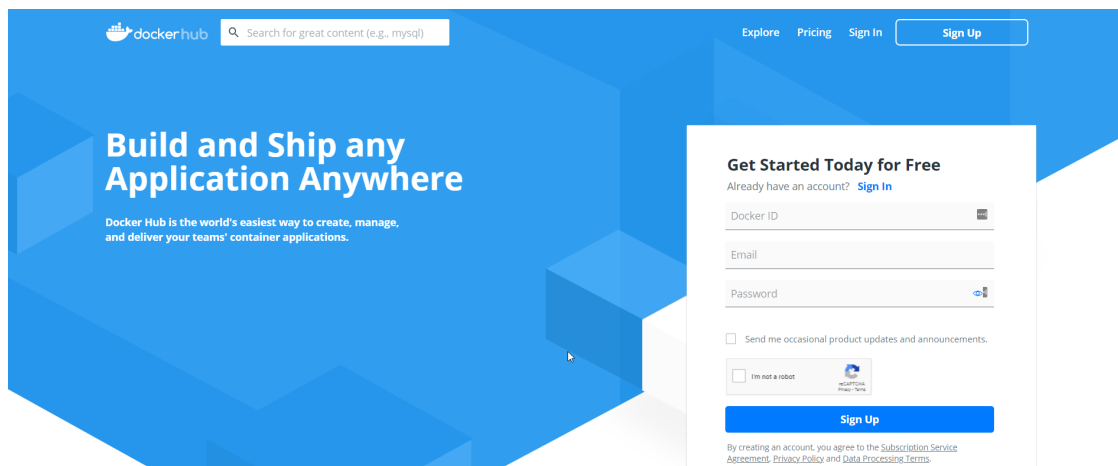 dockerhub
Search for great content (e.g., mysql)
Explore
Pricing
Sign In
Sign Up
Build and Ship any
Application Anywhere
Docker Hub is the world's easiest way to create, manage,
and deliver your teams' container applications.
Get Started Today for Free
Already have an account? Sign In
Docker ID
Email
Password
Send me occasional product updates and announcements.
I'm not a robot
reCAPTCHA
Privacy - Terms
Sign Up
By creating an account, you agree to the Subscription Service
Agreement, Privacy Policy and Data Processing Terms.